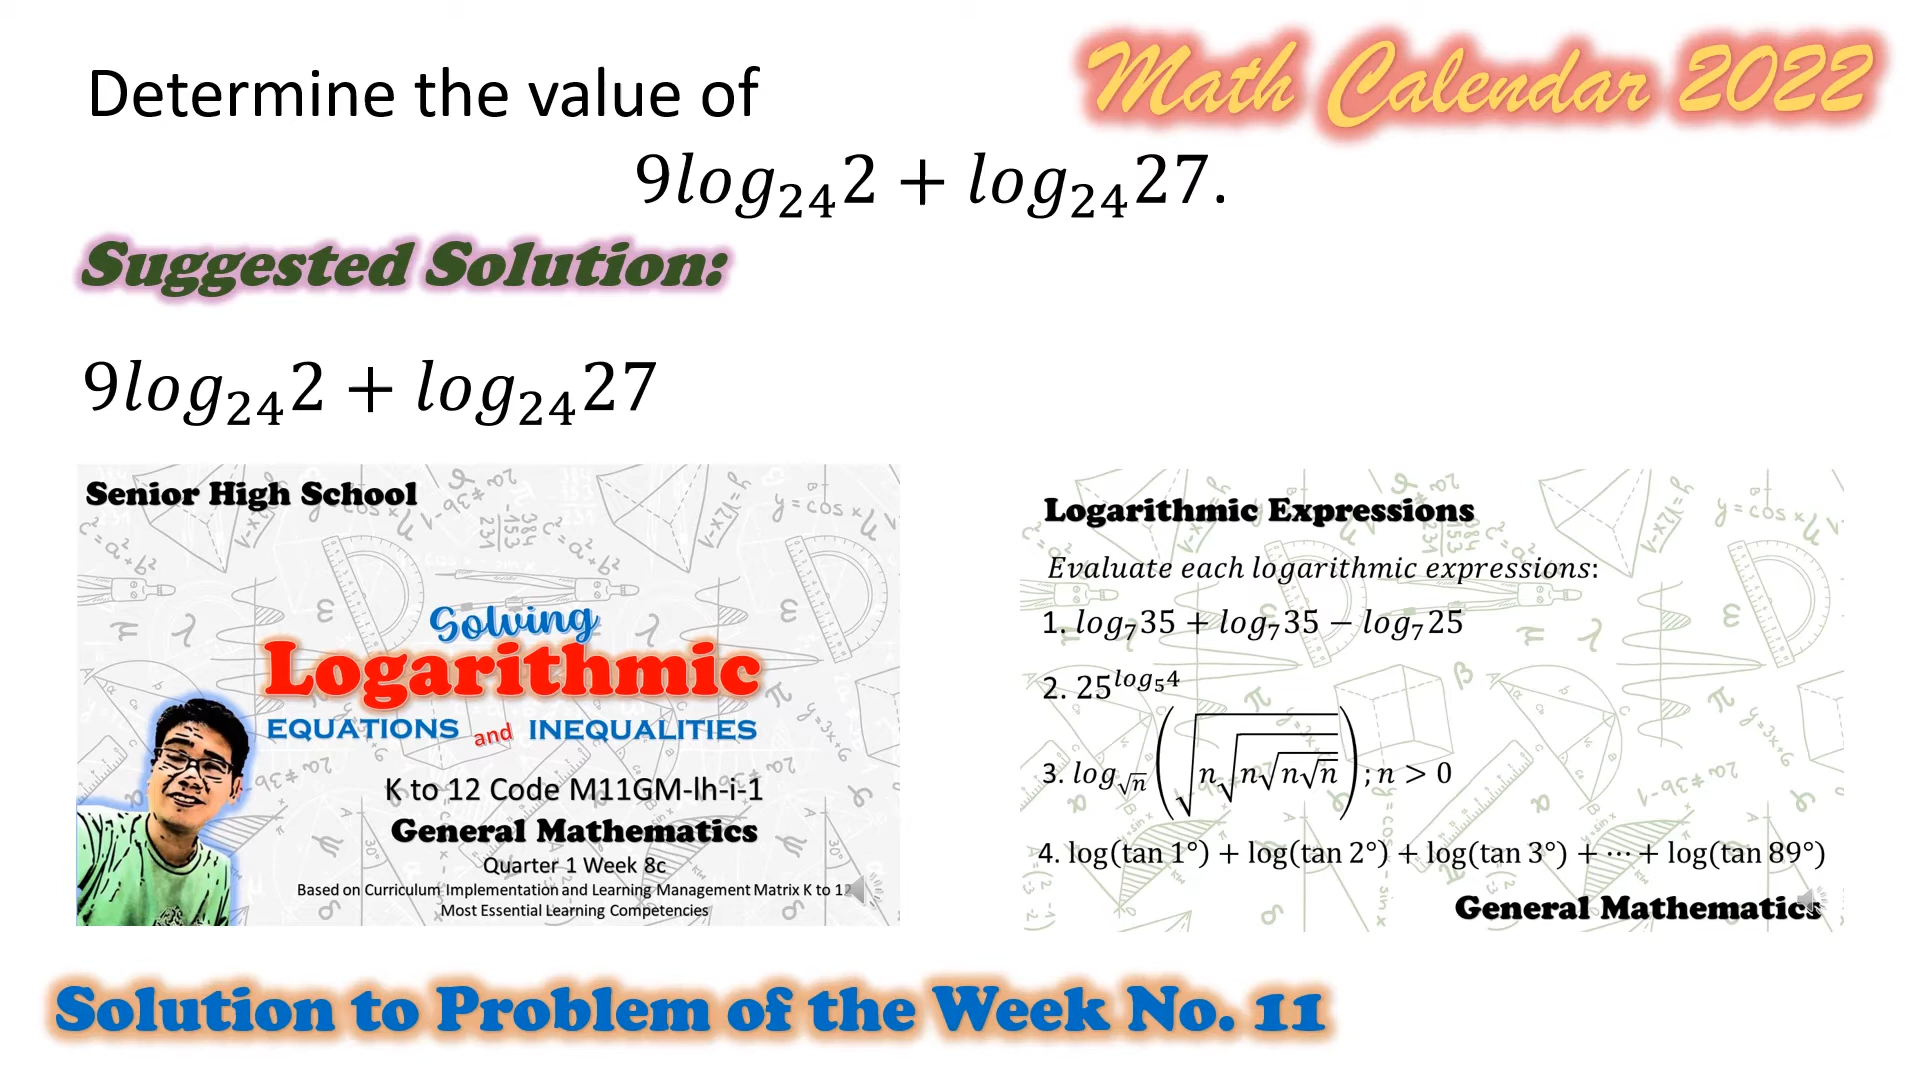 Determine the value of
Math Calendar 2022
9log₂₄2 + log₂₄27.
Suggested Solution:
9log₂₄2 + log₂₄27
Senior High School
Solving
Logarithmic
EQUATIONS and INEQUALITIES
K to 12 Code M11GM-lh-i-1
General Mathematics
Quarter 1 Week 8c
Based on Curriculum Implementation and Learning Management Matrix K to 12
Most Essential Learning Competencies
Logarithmic Expressions
Evaluate each logarithmic expressions:
1. log₇35 + log₇35 − log₇25
2. 25^{log₅4}
3. log_{√n}(√(n√(n√(n√n)))) ; n > 0
4. log(tan 1°) + log(tan 2°) + log(tan 3°) + ⋯ + log(tan 89°)
General Mathematics
Solution to Problem of the Week No. 11